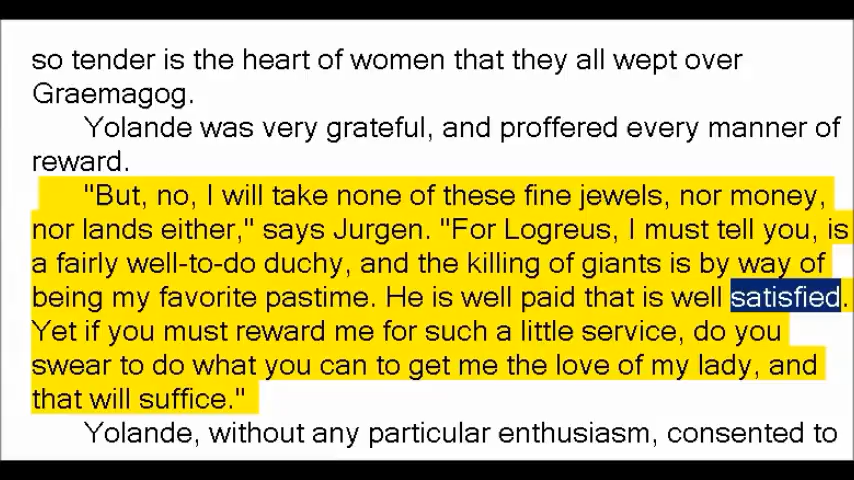 so tender is the heart of women that they all wept over
Graemagog.
Yolande was very grateful, and proffered every manner of
reward.
"But, no, I will take none of these fine jewels, nor money,
nor lands either," says Jurgen. "For Logreus, I must tell you, is
a fairly well-to-do duchy, and the killing of giants is by way of
being my favorite pastime. He is well paid that is well satisfied.
Yet if you must reward me for such a little service, do you
swear to do what you can to get me the love of my lady, and
that will suffice."
Yolande, without any particular enthusiasm, consented to